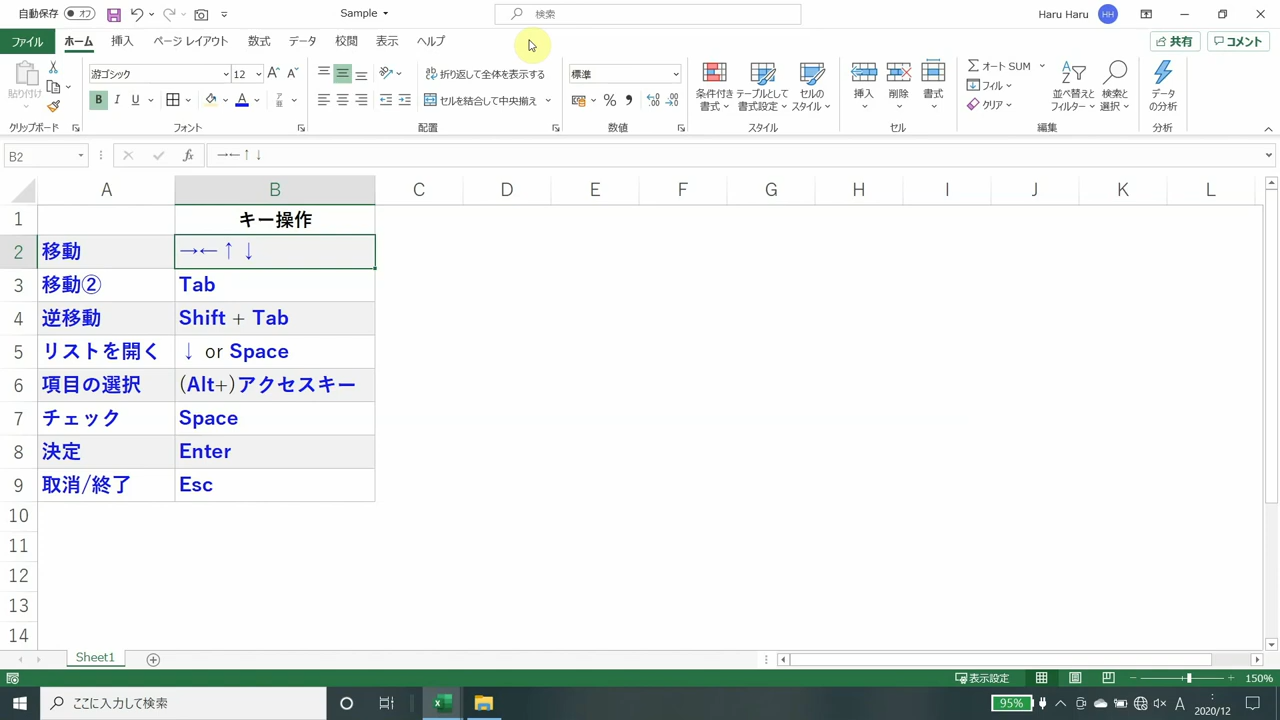 自動保存 オフ Sample 検索 Haru Haru HH
ファイル ホーム 挿入 ページ レイアウト 数式 データ 校閲 表示 ヘルプ 共有 コメント
貼り付け 游ゴシック 12 A A 折り返して全体を表示する 標準 条件付き書式 テーブルとして書式設定 セルのスタイル 挿入 削除 書式 オート SUM フィル クリア 並べ替えとフィルター 検索と選択 データの分析
B I U A セルを結合して中央揃え %
クリップボード フォント 配置 数値 スタイル セル 編集 分析
B2 fx →←↑↓
A B C D E F G H I J K L
1 キー操作
2 移動 →←↑↓
3 移動② Tab
4 逆移動 Shift + Tab
5 リストを開く ↓ or Space
6 項目の選択 (Alt+)アクセスキー
7 チェック Space
8 決定 Enter
9 取消/終了 Esc
10
11
12
13
14
Sheet1
表示設定 150%
ここに入力して検索 95% A 2020/12